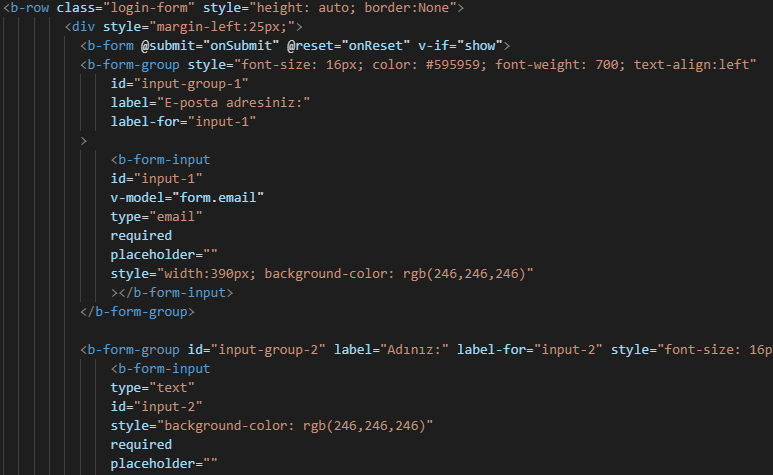 <b-row class="login-form" style="height: auto; border:None">
<div style="margin-left:25px;">
<b-form @submit="onSubmit" @reset="onReset" v-if="show">
<b-form-group style="font-size: 16px; color: #595959; font-weight: 700; text-align:left"
id="input-group-1"
label="E-posta adresiniz:"
label-for="input-1"
>
<b-form-input
id="input-1"
v-model="form.email"
type="email"
required
placeholder=""
style="width:390px; background-color: rgb(246,246,246)"
></b-form-input>
</b-form-group>
<b-form-group id="input-group-2" label="Adınız:" label-for="input-2" style="font-size: 16p
<b-form-input
type="text"
id="input-2"
style="background-color: rgb(246,246,246)"
required
placeholder=""